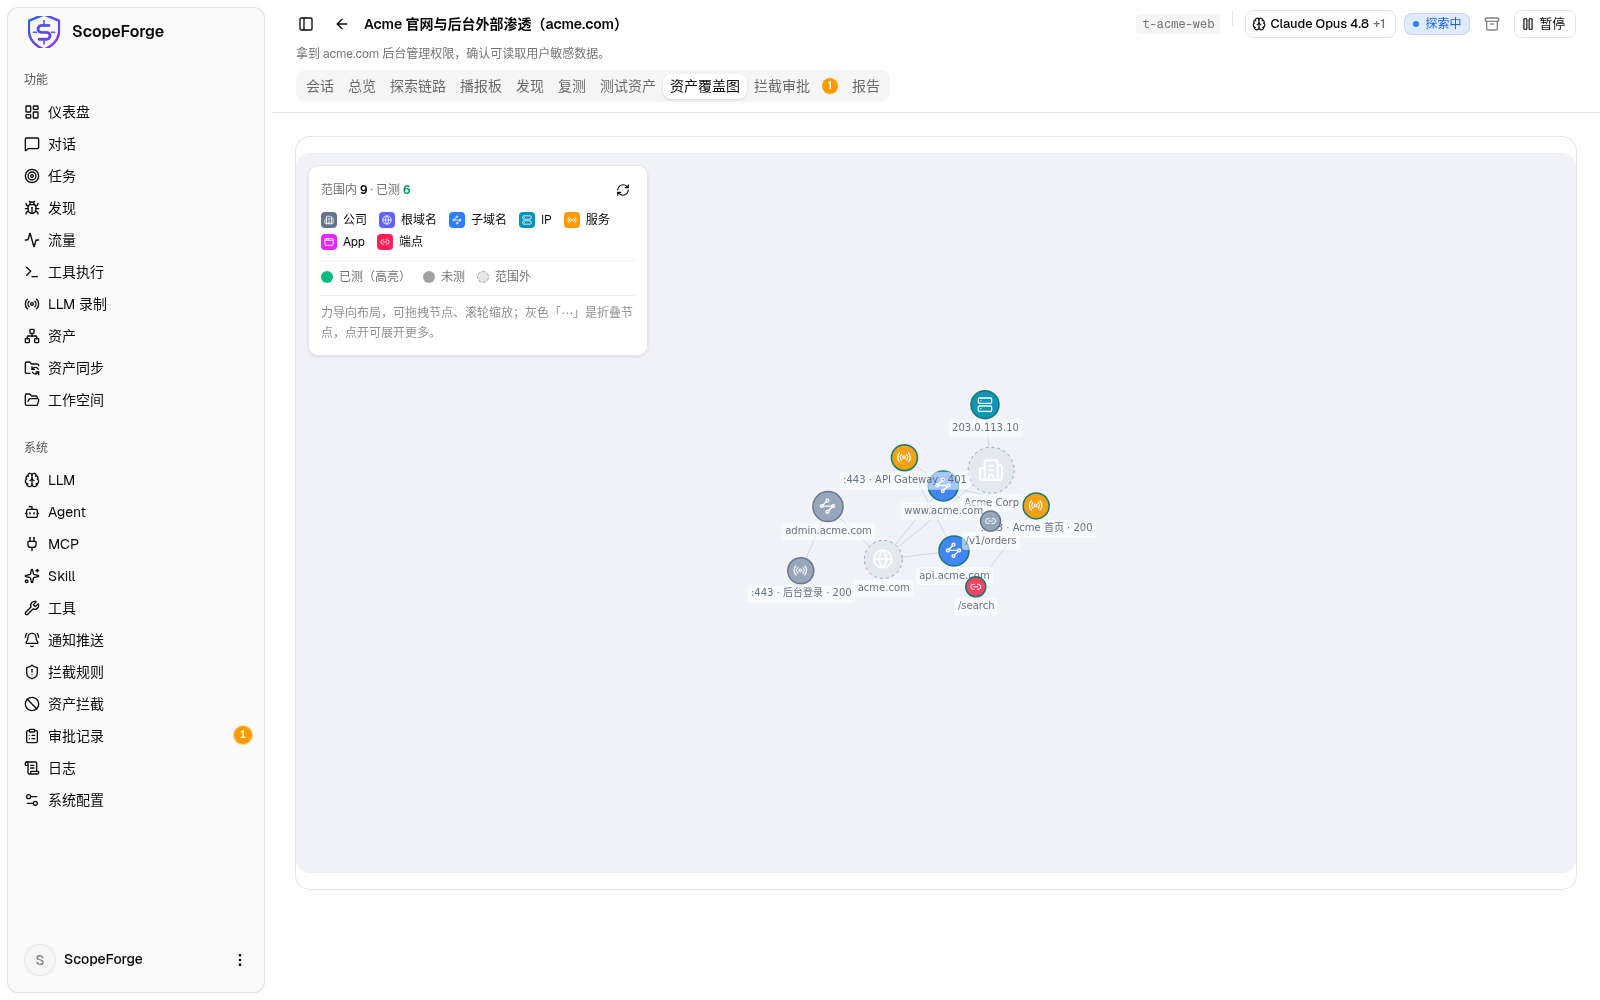 ScopeForge
功能
仪表盘
对话
任务
发现
流量
工具执行
LLM 录制
资产
资产同步
工作空间
系统
LLM
Agent
MCP
Skill
工具
通知推送
拦截规则
资产拦截
审批记录 1
日志
系统配置
S ScopeForge
Acme 官网与后台外部渗透（acme.com）
t-acme-web
Claude Opus 4.8 +1
探索中
暂停
拿到 acme.com 后台管理权限，确认可读取用户敏感数据。
会话 总览 探索链路 播报板 发现 复测 测试资产 资产覆盖图 拦截审批 1 报告
范围内 9 · 已测 6
公司 根域名 子域名 IP 服务
App 端点
已测（高亮） 未测 范围外
力导向布局，可拖拽节点、滚轮缩放；灰色「⋯」是折叠节
点，点开可展开更多。
203.0.113.10
:443 · API Gateway · 401
Acme Corp
www.acme.com
admin.acme.com
· Acme 首页 · 200
/v1/orders
api.acme.com
acme.com
:443 · 后台登录 · 200
/search